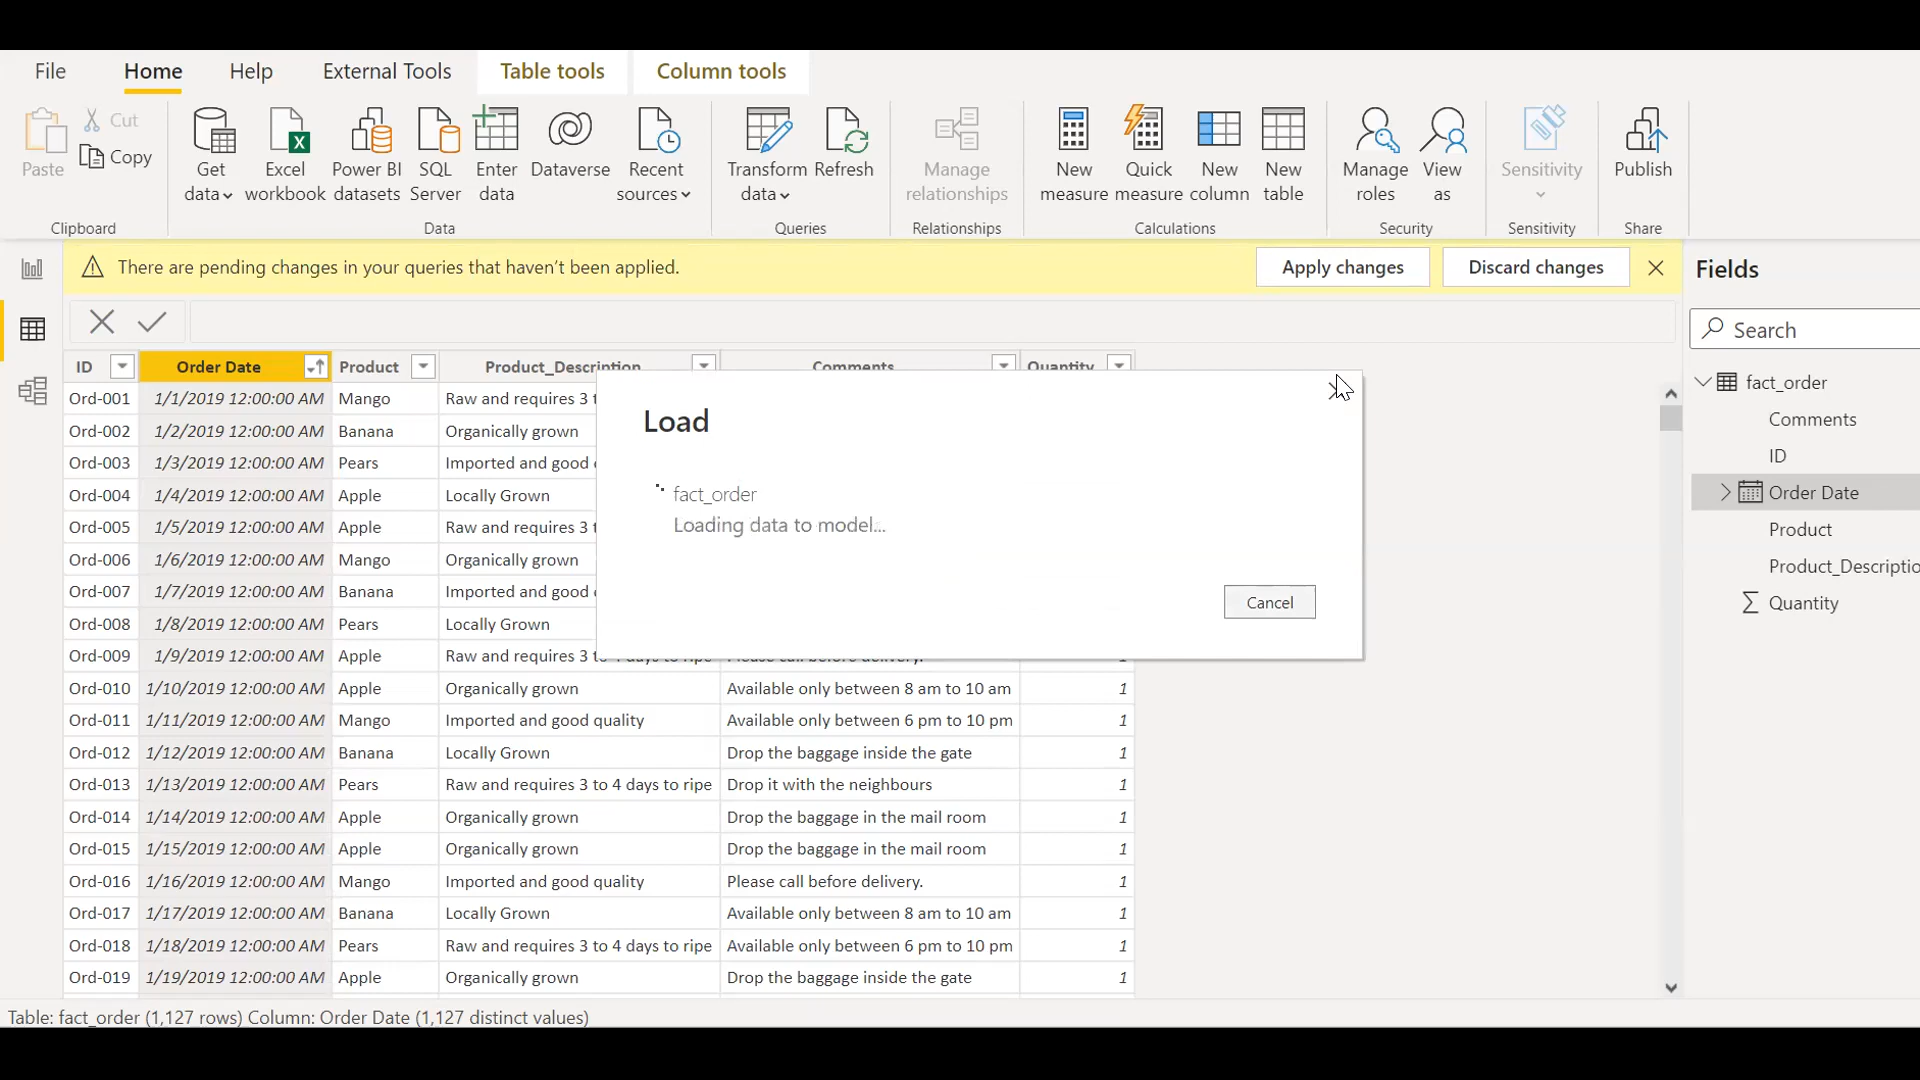 File Home Help External Tools Table tools Column tools
Paste
Cut
Copy
Clipboard
Get data
Excel workbook
Power BI datasets
SQL Server
Enter data
Dataverse
Recent sources
Data
Transform data
Refresh
Queries
Manage relationships
Relationships
New measure
Quick measure
New column
New table
Calculations
Manage roles
View as
Security
Sensitivity
Sensitivity
Publish
Share
There are pending changes in your queries that haven't been applied. Apply changes Discard changes
Fields
Search
ID Order Date Product Product_Description Comments Quantity
Ord-001 1/1/2019 12:00:00 AM Mango Raw and requires 3 t
Ord-002 1/2/2019 12:00:00 AM Banana Organically grown
Ord-003 1/3/2019 12:00:00 AM Pears Imported and good
Ord-004 1/4/2019 12:00:00 AM Apple Locally Grown
Ord-005 1/5/2019 12:00:00 AM Apple Raw and requires 3 t
Ord-006 1/6/2019 12:00:00 AM Mango Organically grown
Ord-007 1/7/2019 12:00:00 AM Banana Imported and good
Ord-008 1/8/2019 12:00:00 AM Pears Locally Grown
Ord-009 1/9/2019 12:00:00 AM Apple Raw and requires 3 to 4 days to ripe Please call before delivery. 1
Ord-010 1/10/2019 12:00:00 AM Apple Organically grown Available only between 8 am to 10 am 1
Ord-011 1/11/2019 12:00:00 AM Mango Imported and good quality Available only between 6 pm to 10 pm 1
Ord-012 1/12/2019 12:00:00 AM Banana Locally Grown Drop the baggage inside the gate 1
Ord-013 1/13/2019 12:00:00 AM Pears Raw and requires 3 to 4 days to ripe Drop it with the neighbours 1
Ord-014 1/14/2019 12:00:00 AM Apple Organically grown Drop the baggage in the mail room 1
Ord-015 1/15/2019 12:00:00 AM Apple Organically grown Drop the baggage in the mail room 1
Ord-016 1/16/2019 12:00:00 AM Mango Imported and good quality Please call before delivery. 1
Ord-017 1/17/2019 12:00:00 AM Banana Locally Grown Available only between 8 am to 10 am 1
Ord-018 1/18/2019 12:00:00 AM Pears Raw and requires 3 to 4 days to ripe Available only between 6 pm to 10 pm 1
Ord-019 1/19/2019 12:00:00 AM Apple Organically grown Drop the baggage inside the gate 1
Load
fact_order
Loading data to model...
Cancel
fact_order
Comments
ID
Order Date
Product
Product_Descriptio
Quantity
Table: fact_order (1,127 rows) Column: Order Date (1,127 distinct values)